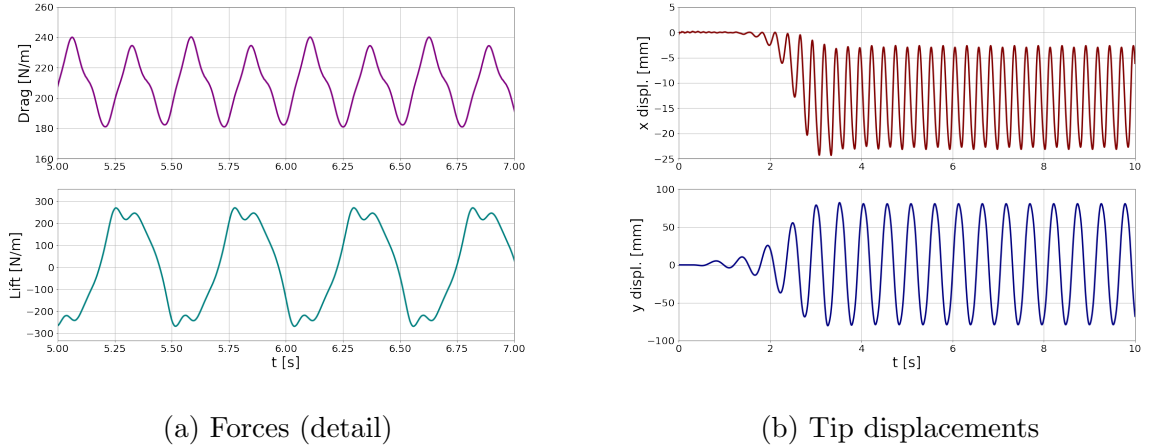 260
240
220
200
180
160
Drag [N/m]
5.00 5.25 5.50 5.75 6.00 6.25 6.50 6.75 7.00
300
200
100
0
−100
−200
−300
Lift [N/m]
5.00 5.25 5.50 5.75 6.00 6.25 6.50 6.75 7.00
t [s]
(a) Forces (detail)
5
0
−5
−10
−15
−20
−25
x displ. [mm]
0 2 4 6 8 10
100
50
0
−50
−100
y displ. [mm]
0 2 4 6 8 10
t [s]
(b) Tip displacements